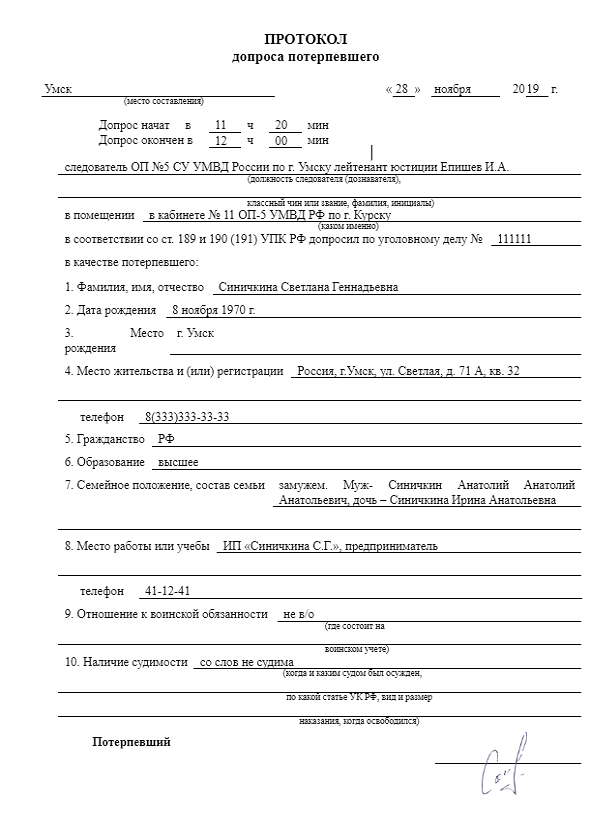 ПРОТОКОЛ
допроса потерпевшего
Умск « 28 » ноября 2019 г.
(место составления)
Допрос начат в 11 ч 20 мин
Допрос окончен в 12 ч 00 мин
следователь ОП №5 СУ УМВД России по г. Умску лейтенант юстиции Епишев И.А.
(должность следователя (дознавателя),
классный чин или звание, фамилия, инициалы)
в помещении в кабинете № 11 ОП-5 УМВД РФ по г. Курску
(каком именно)
в соответствии со ст. 189 и 190 (191) УПК РФ допросил по уголовному делу № 111111
в качестве потерпевшего:
1. Фамилия, имя, отчество Синичкина Светлана Геннадьевна
2. Дата рождения 8 ноября 1970 г.
3. Место г. Умск
рождения
4. Место жительства и (или) регистрации Россия, г.Умск, ул. Светлая, д. 71 А, кв. 32
телефон 8(333)333-33-33
5. Гражданство РФ
6. Образование высшее
7. Семейное положение, состав семьи замужем. Муж- Синичкин Анатолий Анатолий
Анатольевич, дочь – Синичкина Ирина Анатольевна
8. Место работы или учебы ИП «Синичкина С.Г.», предприниматель
телефон 41-12-41
9. Отношение к воинской обязанности не в/о
(где состоит на
воинском учете)
10. Наличие судимости со слов не судима
(когда и каким судом был осужден,
по какой статье УК РФ, вид и размер
наказания, когда освободился)
Потерпевший